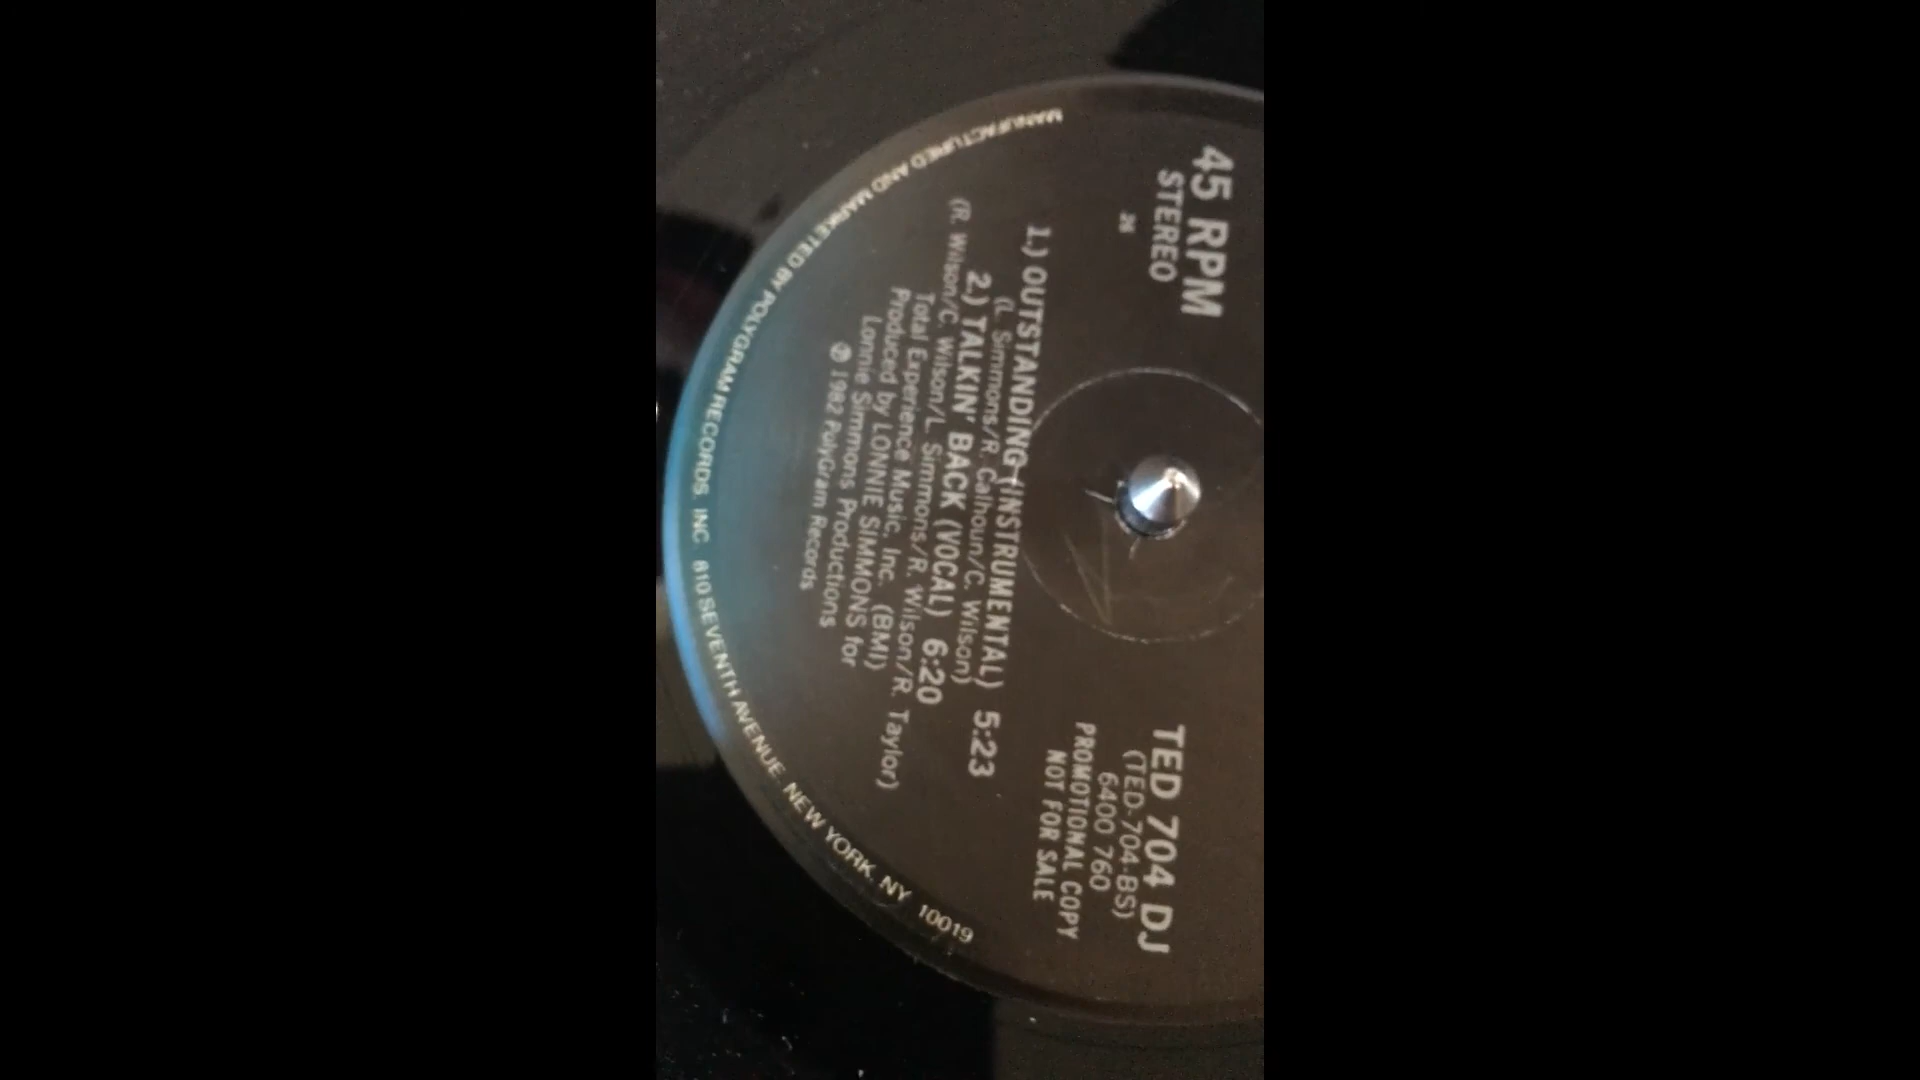 45 RPM
STEREO
26
TED 704 DJ
(TED-704-BS)
6400 760
PROMOTIONAL COPY
NOT FOR SALE
1.) OUTSTANDING (INSTRUMENTAL) 5:23
(L. Simmons/R. Calhoun/C. Wilson)
2.) TALKIN' BACK (VOCAL) 6:20
(R. Wilson/C. Wilson/L. Simmons/R. Wilson/R. Taylor)
Total Experience Music, Inc. (BMI)
Produced by LONNIE SIMMONS for
Lonnie Simmons Productions
℗ 1982 PolyGram Records
MANUFACTURED AND MARKETED BY POLYGRAM RECORDS, INC. 810 SEVENTH AVENUE, NEW YORK, NY 10019